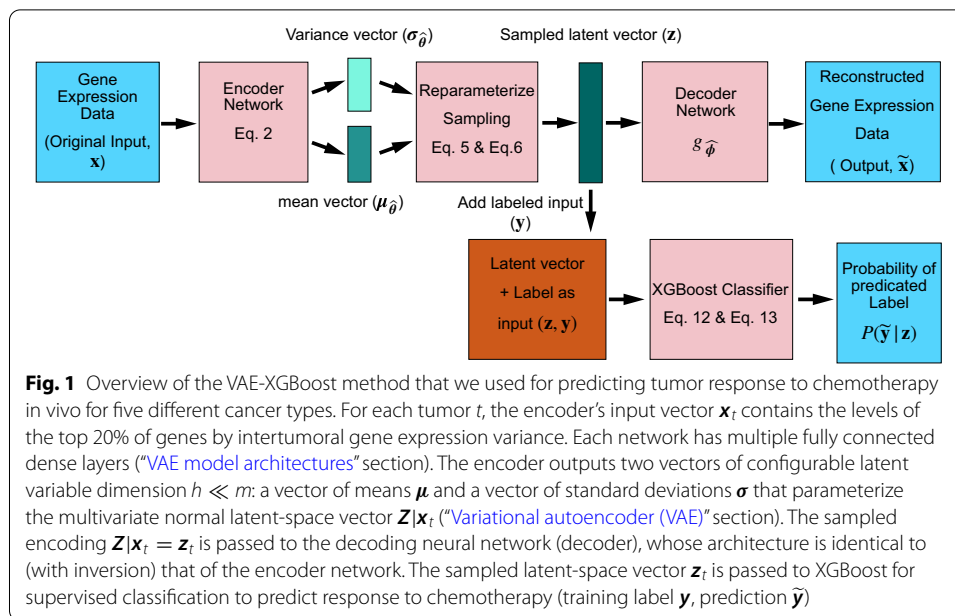 Variance vector (σ_θ̂)
Sampled latent vector (z)
Gene
Expression
Data
(Original Input,
x)
Encoder
Network
Eq. 2
Reparameterize
Sampling
Eq. 5 & Eq.6
Decoder
Network
g_ϕ̂
Reconstructed
Gene Expression
Data
( Output, x̃)
mean vector (μ_θ̂)
Add labeled input
(y)
Latent vector
+ Label as
input (z, y)
XGBoost Classifier
Eq. 12 & Eq. 13
Probability of
predicated
Label
P(ỹ | z)
Fig. 1 Overview of the VAE-XGBoost method that we used for predicting tumor response to chemotherapy
in vivo for five different cancer types. For each tumor t, the encoder's input vector x_t contains the levels of
the top 20% of genes by intertumoral gene expression variance. Each network has multiple fully connected
dense layers ("VAE model architectures" section). The encoder outputs two vectors of configurable latent
variable dimension h ≪ m: a vector of means μ and a vector of standard deviations σ that parameterize
the multivariate normal latent-space vector Z|x_t ("Variational autoencoder (VAE)" section). The sampled
encoding Z|x_t = z_t is passed to the decoding neural network (decoder), whose architecture is identical to
(with inversion) that of the encoder network. The sampled latent-space vector z_t is passed to XGBoost for
supervised classification to predict response to chemotherapy (training label y, prediction ỹ)